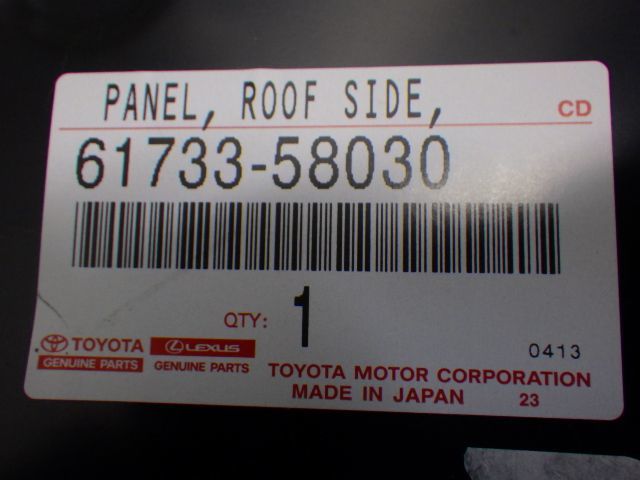 PANEL, ROOF SIDE,
CD
61733-58030
QTY: 1
TOYOTA
GENUINE PARTS
LEXUS
GENUINE PARTS
0413
TOYOTA MOTOR CORPORATION
MADE IN JAPAN 23